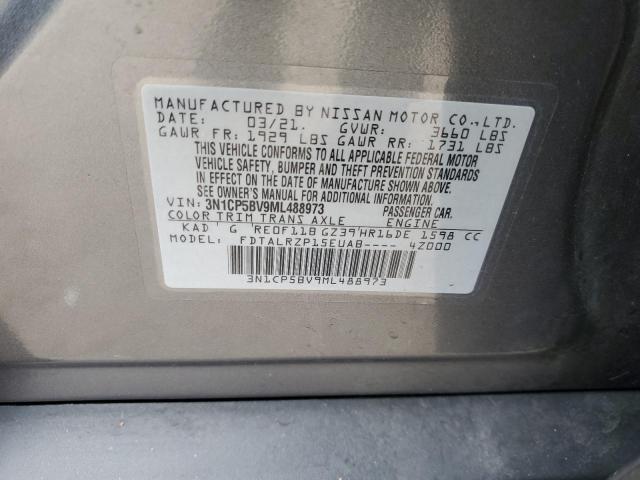 MANUFACTURED BY NISSAN MOTOR CO.,LTD.
DATE: 03/21. GVWR: 3660 LBS
GAWR FR: 1929 LBS GAWR RR: 1731 LBS
THIS VEHICLE CONFORMS TO ALL APPLICABLE FEDERAL MOTOR
VEHICLE SAFETY, BUMPER, AND THEFT PREVENTION STANDARDS
IN EFFECT ON THE DATE OF MANUFACTURE SHOWN ABOVE.
SEE OWNER'S MANUAL FOR ADDITIONAL INFORMATION.
VIN: 3N1CP5BV9ML488973 PASSENGER CAR.
COLOR TRIM TRANS AXLE ENGINE
KAD G RE0F11B GZ39 HR16DE 1598 CC
MODEL: FDTALRZP15EUAB---- 4Z000
3N1CP5BV9ML488973